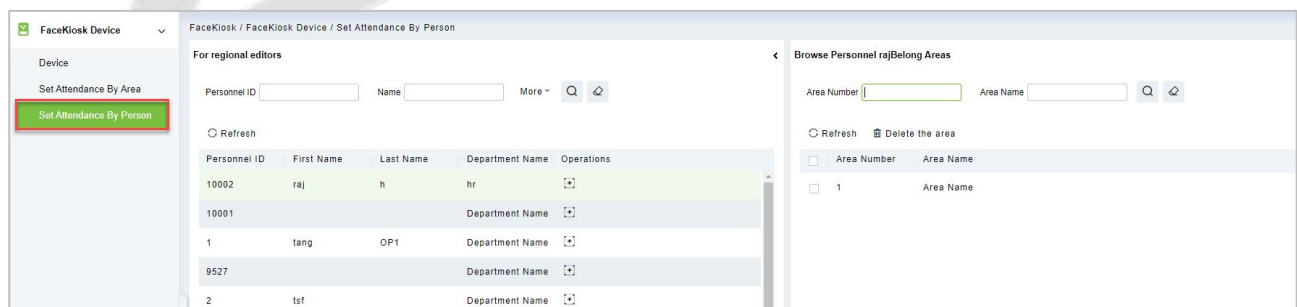 FaceKiosk Device
Device
Set Attendance By Area
Set Attendance By Person
FaceKiosk / FaceKiosk Device / Set Attendance By Person
For regional editors
Personnel ID Name More
Refresh
Personnel ID First Name Last Name Department Name Operations
10002 raj h hr
10001 Department Name
1 tang OP1 Department Name
9527 Department Name
2 tsf Department Name
Browse Personnel rajBelong Areas
Area Number Area Name
Refresh Delete the area
Area Number Area Name
1 Area Name